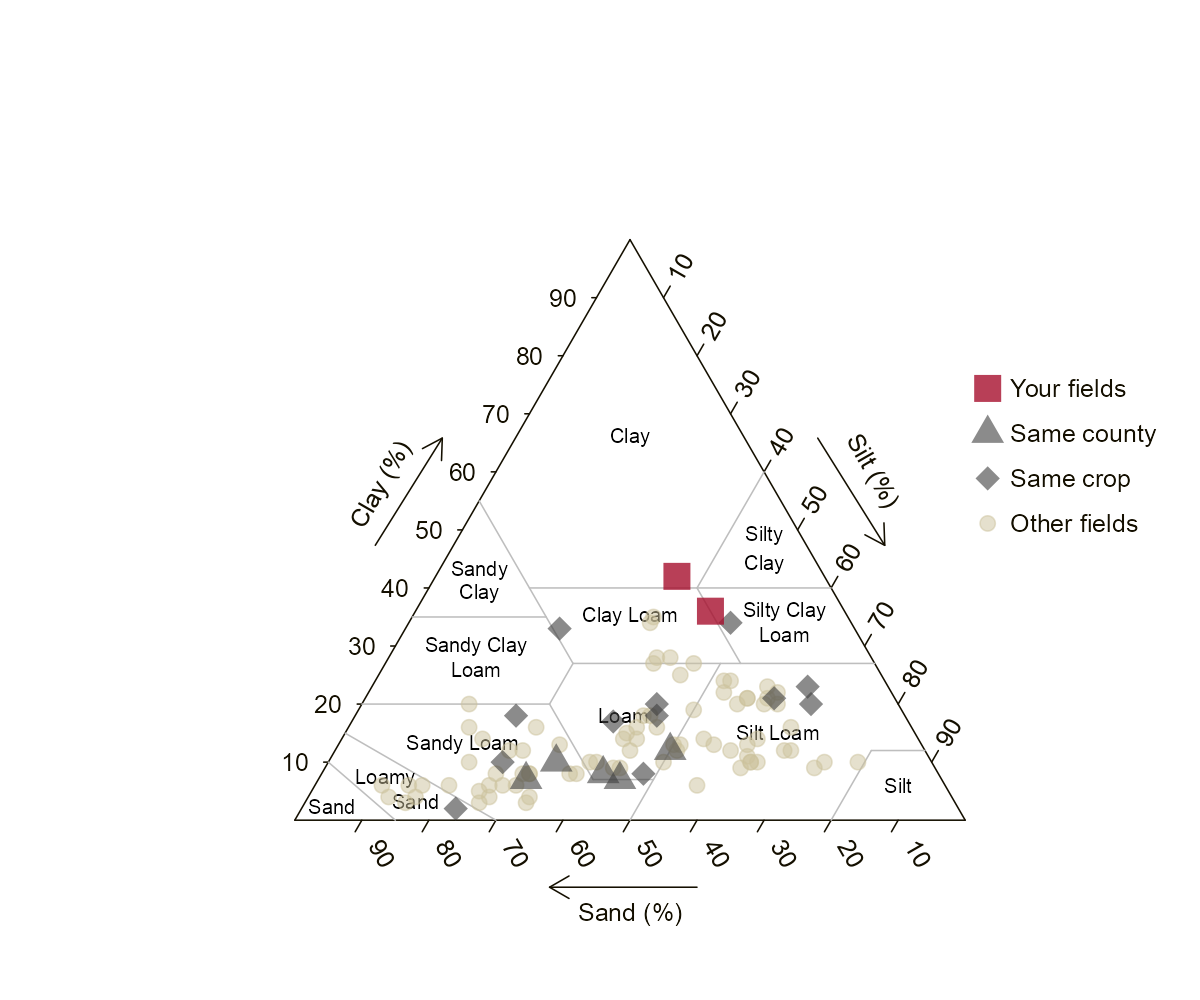 10
90
20
80
30
70
Your fields
Same county
Same crop
Other fields
Clay
40
Clay (%)
Silt (%)
60
50
50
Silty
Clay
60
Sandy
Clay
40
Clay Loam
Silty Clay
Loam
70
30
Sandy Clay
Loam
80
20
Loam
Sandy Loam
Silt Loam
90
10
Loamy
Sand
Sand
Silt
90
80
70
60
50
40
30
20
10
Sand (%)